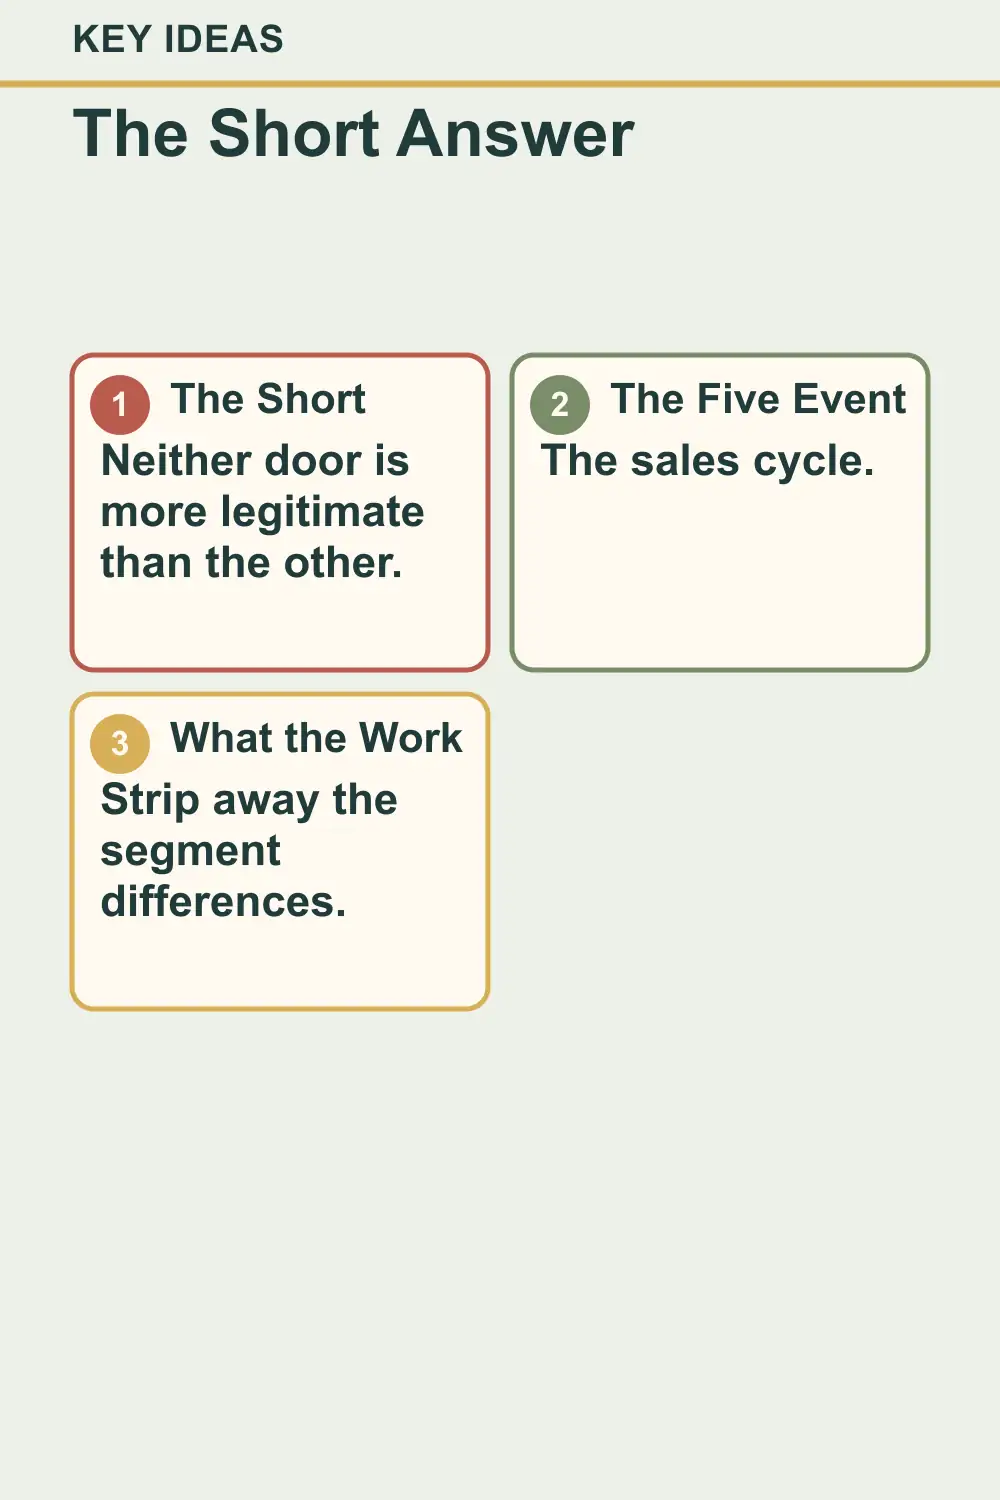 KEY IDEAS
The Short Answer
1 The Short
Neither door is
more legitimate
than the other.
2 The Five Event
The sales cycle.
3 What the Work
Strip away the
segment
differences.